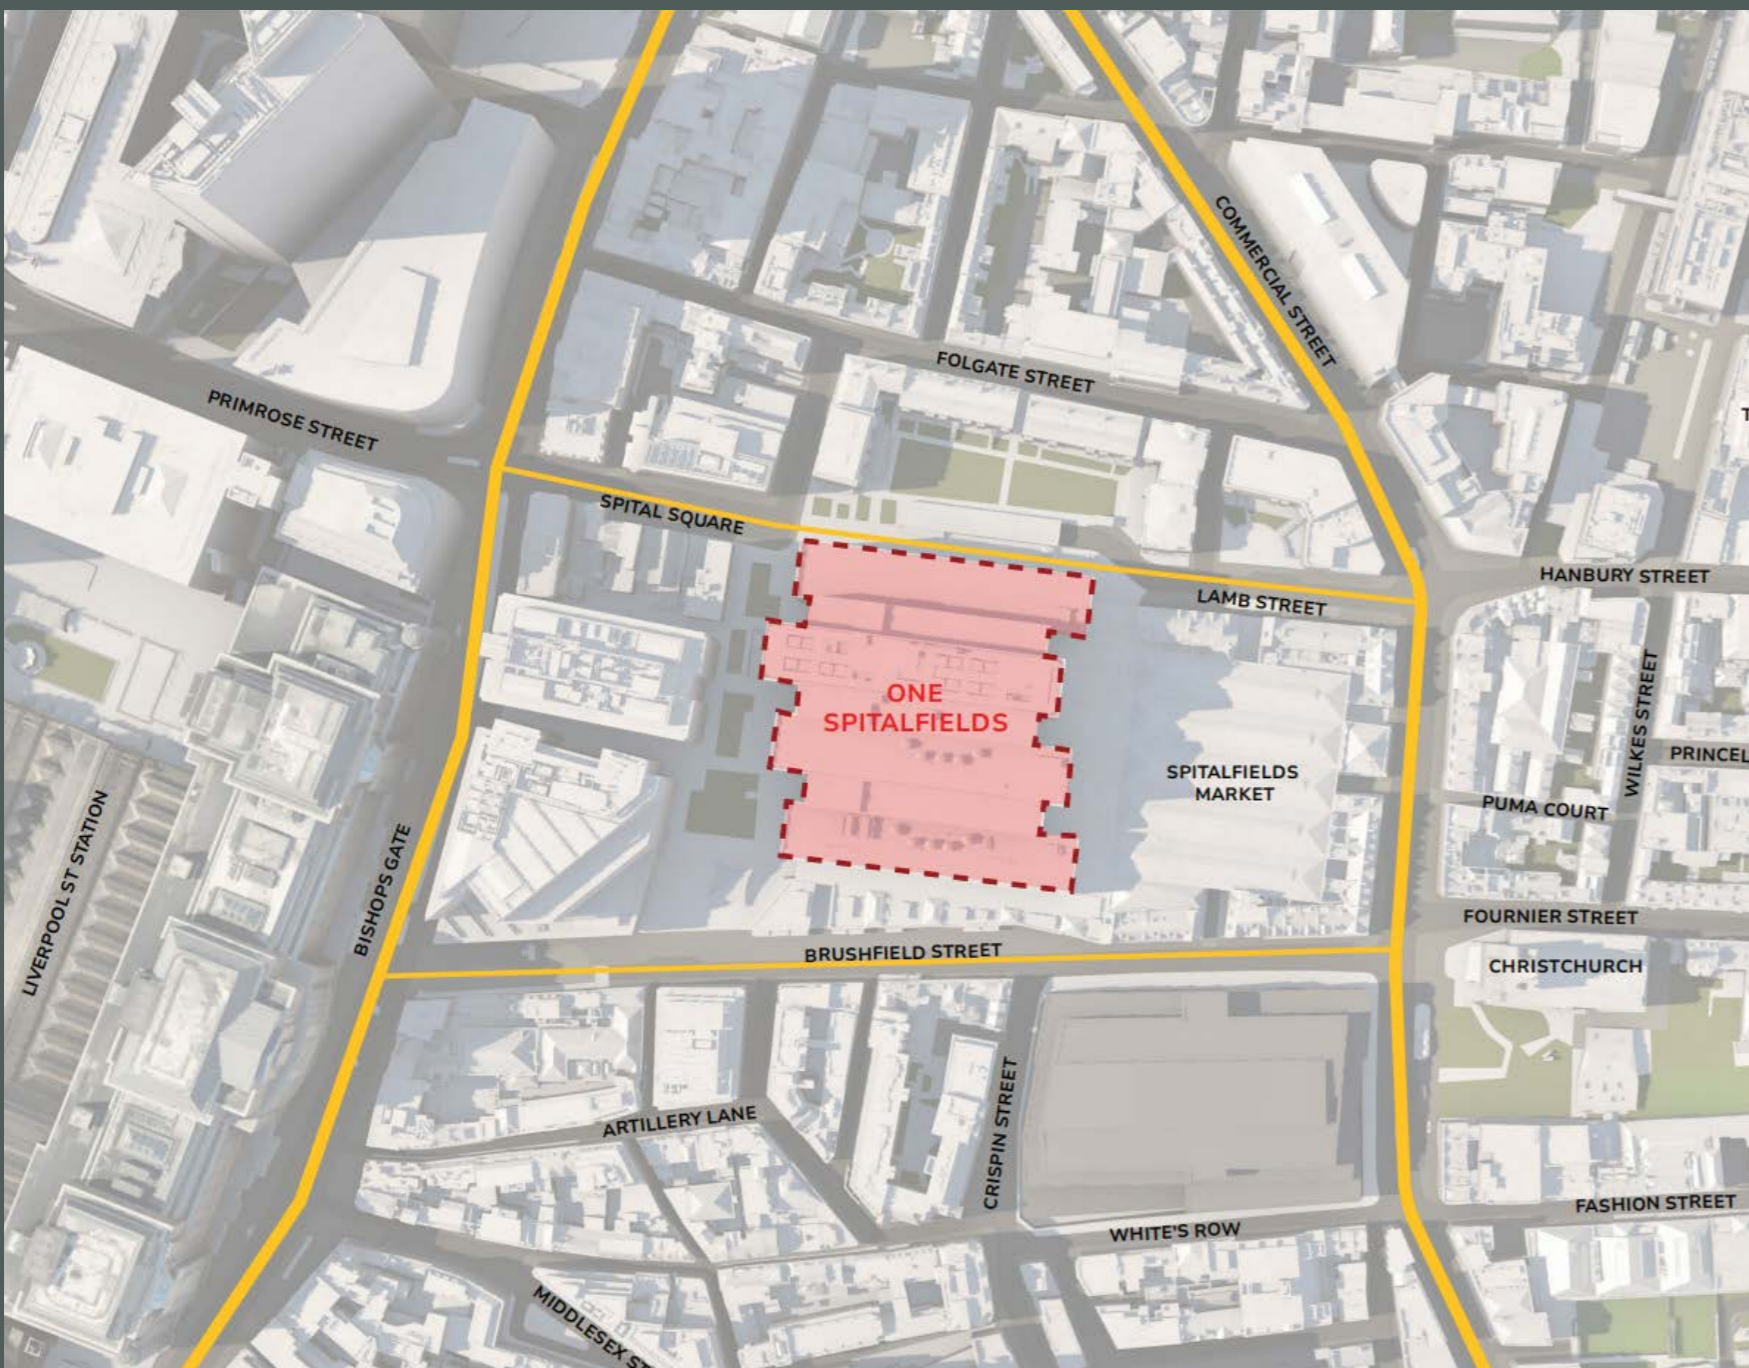 COMMERCIAL STREET
FOLGATE STREET
PRIMROSE STREET
SPITAL SQUARE
HANBURY STREET
LAMB STREET
ONE
SPITALFIELDS
WILKES STREET
PRINCEL
SPITALFIELDS
MARKET
PUMA COURT
LIVERPOOL ST STATION
BISHOPS GATE
FOURNIER STREET
BRUSHFIELD STREET
CHRISTCHURCH
CRISPIN STREET
ARTILLERY LANE
FASHION STREET
WHITE'S ROW
MIDDLESEX ST